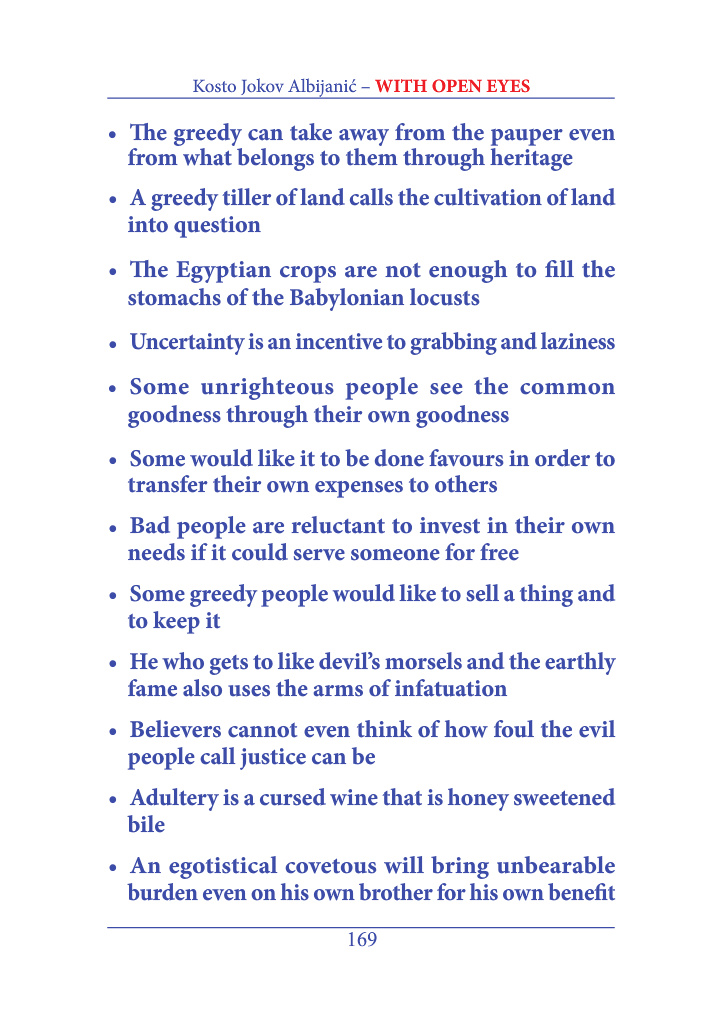 Kosto Jokov Albijanić – WITH OPEN EYES
• The greedy can take away from the pauper even
from what belongs to them through heritage
• A greedy tiller of land calls the cultivation of land
into question
• The Egyptian crops are not enough to fill the
stomachs of the Babylonian locusts
• Uncertainty is an incentive to grabbing and laziness
• Some unrighteous people see the common
goodness through their own goodness
• Some would like it to be done favours in order to
transfer their own expenses to others
• Bad people are reluctant to invest in their own
needs if it could serve someone for free
• Some greedy people would like to sell a thing and
to keep it
• He who gets to like devil’s morsels and the earthly
fame also uses the arms of infatuation
• Believers cannot even think of how foul the evil
people call justice can be
• Adultery is a cursed wine that is honey sweetened
bile
• An egotistical covetous will bring unbearable
burden even on his own brother for his own benefit
169